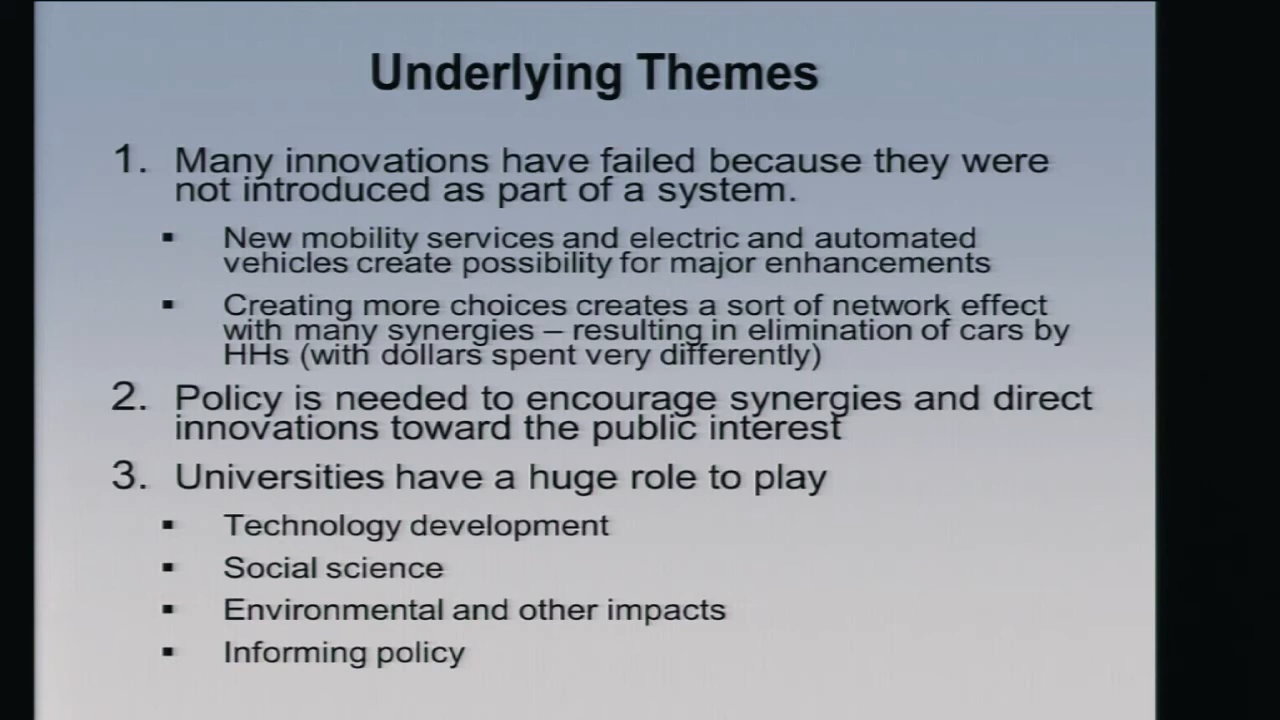 Underlying Themes
1. Many innovations have failed because they were
not introduced as part of a system.
▪ New mobility services and electric and automated
vehicles create possibility for major enhancements
▪ Creating more choices creates a sort of network effect
with many synergies – resulting in elimination of cars by
HHs (with dollars spent very differently)
2. Policy is needed to encourage synergies and direct
innovations toward the public interest
3. Universities have a huge role to play
▪ Technology development
▪ Social science
▪ Environmental and other impacts
▪ Informing policy